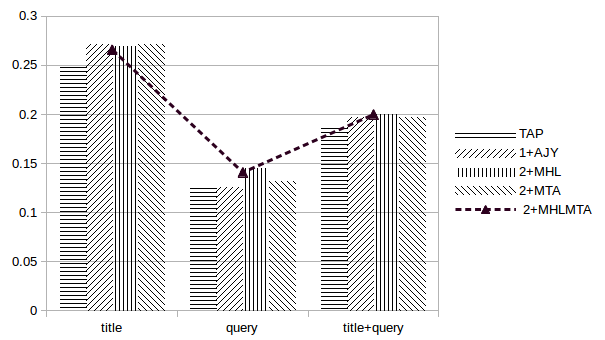 0.3
0.25
0.2
0.15
0.1
0.05
0
title
query
title+query
TAP
1+AJY
2+MHL
2+MTA
2+MHLMTA